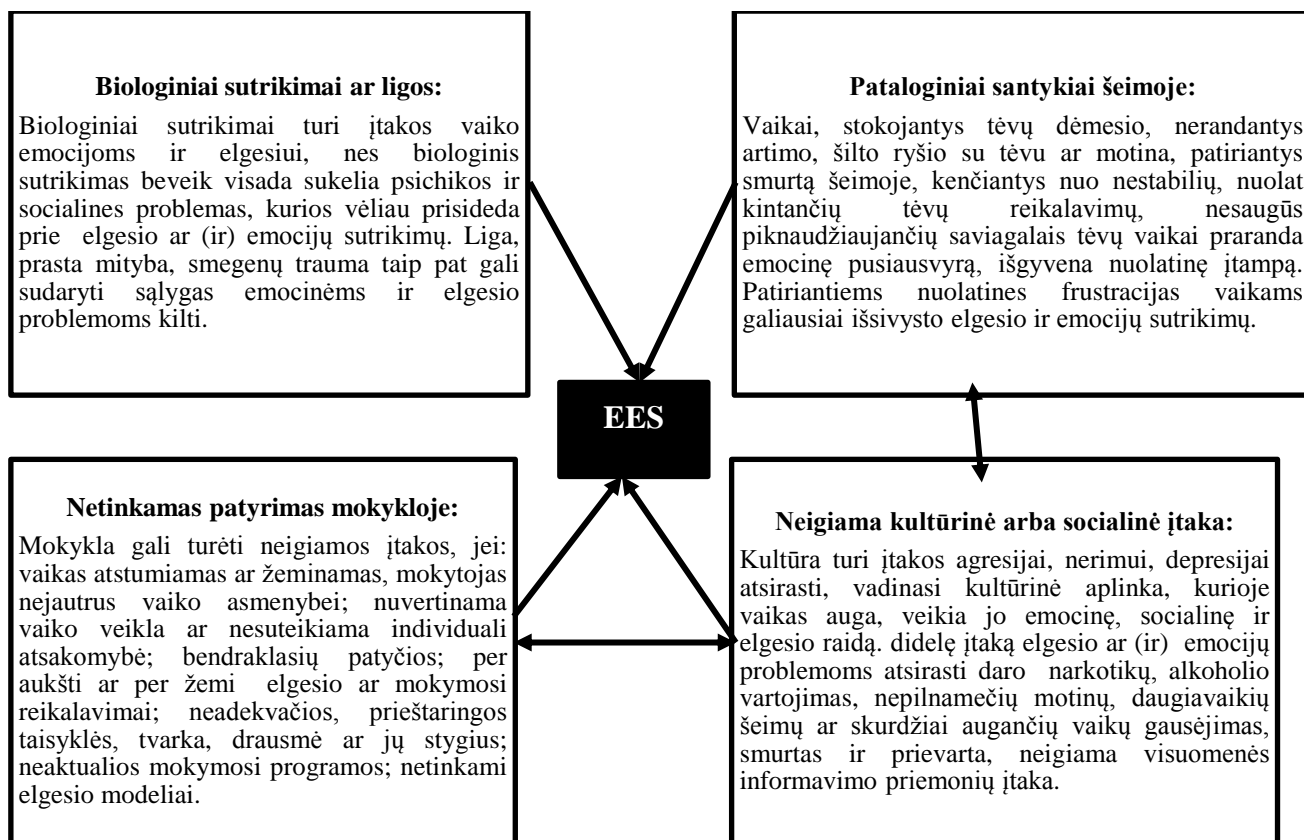 Biologiniai sutrikimai ar ligos:
Biologiniai sutrikimai turi įtakos vaiko
emocijoms ir elgesiui, nes biologinis
sutrikimas beveik visada sukelia psichikos ir
socialines problemas, kurios vėliau prisideda
prie elgesio ar (ir) emocijų sutrikimų. Liga,
prasta mityba, smegenų trauma taip pat gali
sudaryti sąlygas emocinėms ir elgesio
problemoms kilti.
Pataloginiai santykiai šeimoje:
Vaikai, stokojantys tėvų dėmesio, nerandantys
artimo, šilto ryšio su tėvu ar motina, patiriantys
smurtą šeimoje, kenčiantys nuo nestabilių, nuolat
kintančių tėvų reikalavimų, nesaugūs
piknaudžiaujančių saviagalais tėvų vaikai praranda
emocinę pusiausvyrą, išgyvena nuolatinę įtampą.
Patiriantiems nuolatines frustracijas vaikams
galiausiai išsivysto elgesio ir emocijų sutrikimų.
EES
Netinkamas patyrimas mokykloje:
Mokykla gali turėti neigiamos įtakos, jei:
vaikas atstumiamas ar žeminamas, mokytojas
nejautrus vaiko asmenybei; nuvertinama
vaiko veikla ar nesuteikiama individuali
atsakomybė; bendraklasių patyčios; per
aukšti ar per žemi elgesio ar mokymosi
reikalavimai; neadekvačios, prieštaringos
taisyklės, tvarka, drausmė ar jų stygius;
neaktualios mokymosi programos; netinkami
elgesio modeliai.
Neigiama kultūrinė arba socialinė įtaka:
Kultūra turi įtakos agresijai, nerimui, depresijai
atsirasti, vadinasi kultūrinė aplinka, kurioje
vaikas auga, veikia jo emocinę, socialinę ir
elgesio raidą. didelę įtaką elgesio ar (ir) emocijų
problemoms atsirasti daro narkotikų, alkoholio
vartojimas, nepilnamečių motinų, daugiavaikių
šeimų ar skurdžiai augančių vaikų gausėjimas,
smurtas ir prievarta, neigiama visuomenės
informavimo priemonių įtaka.